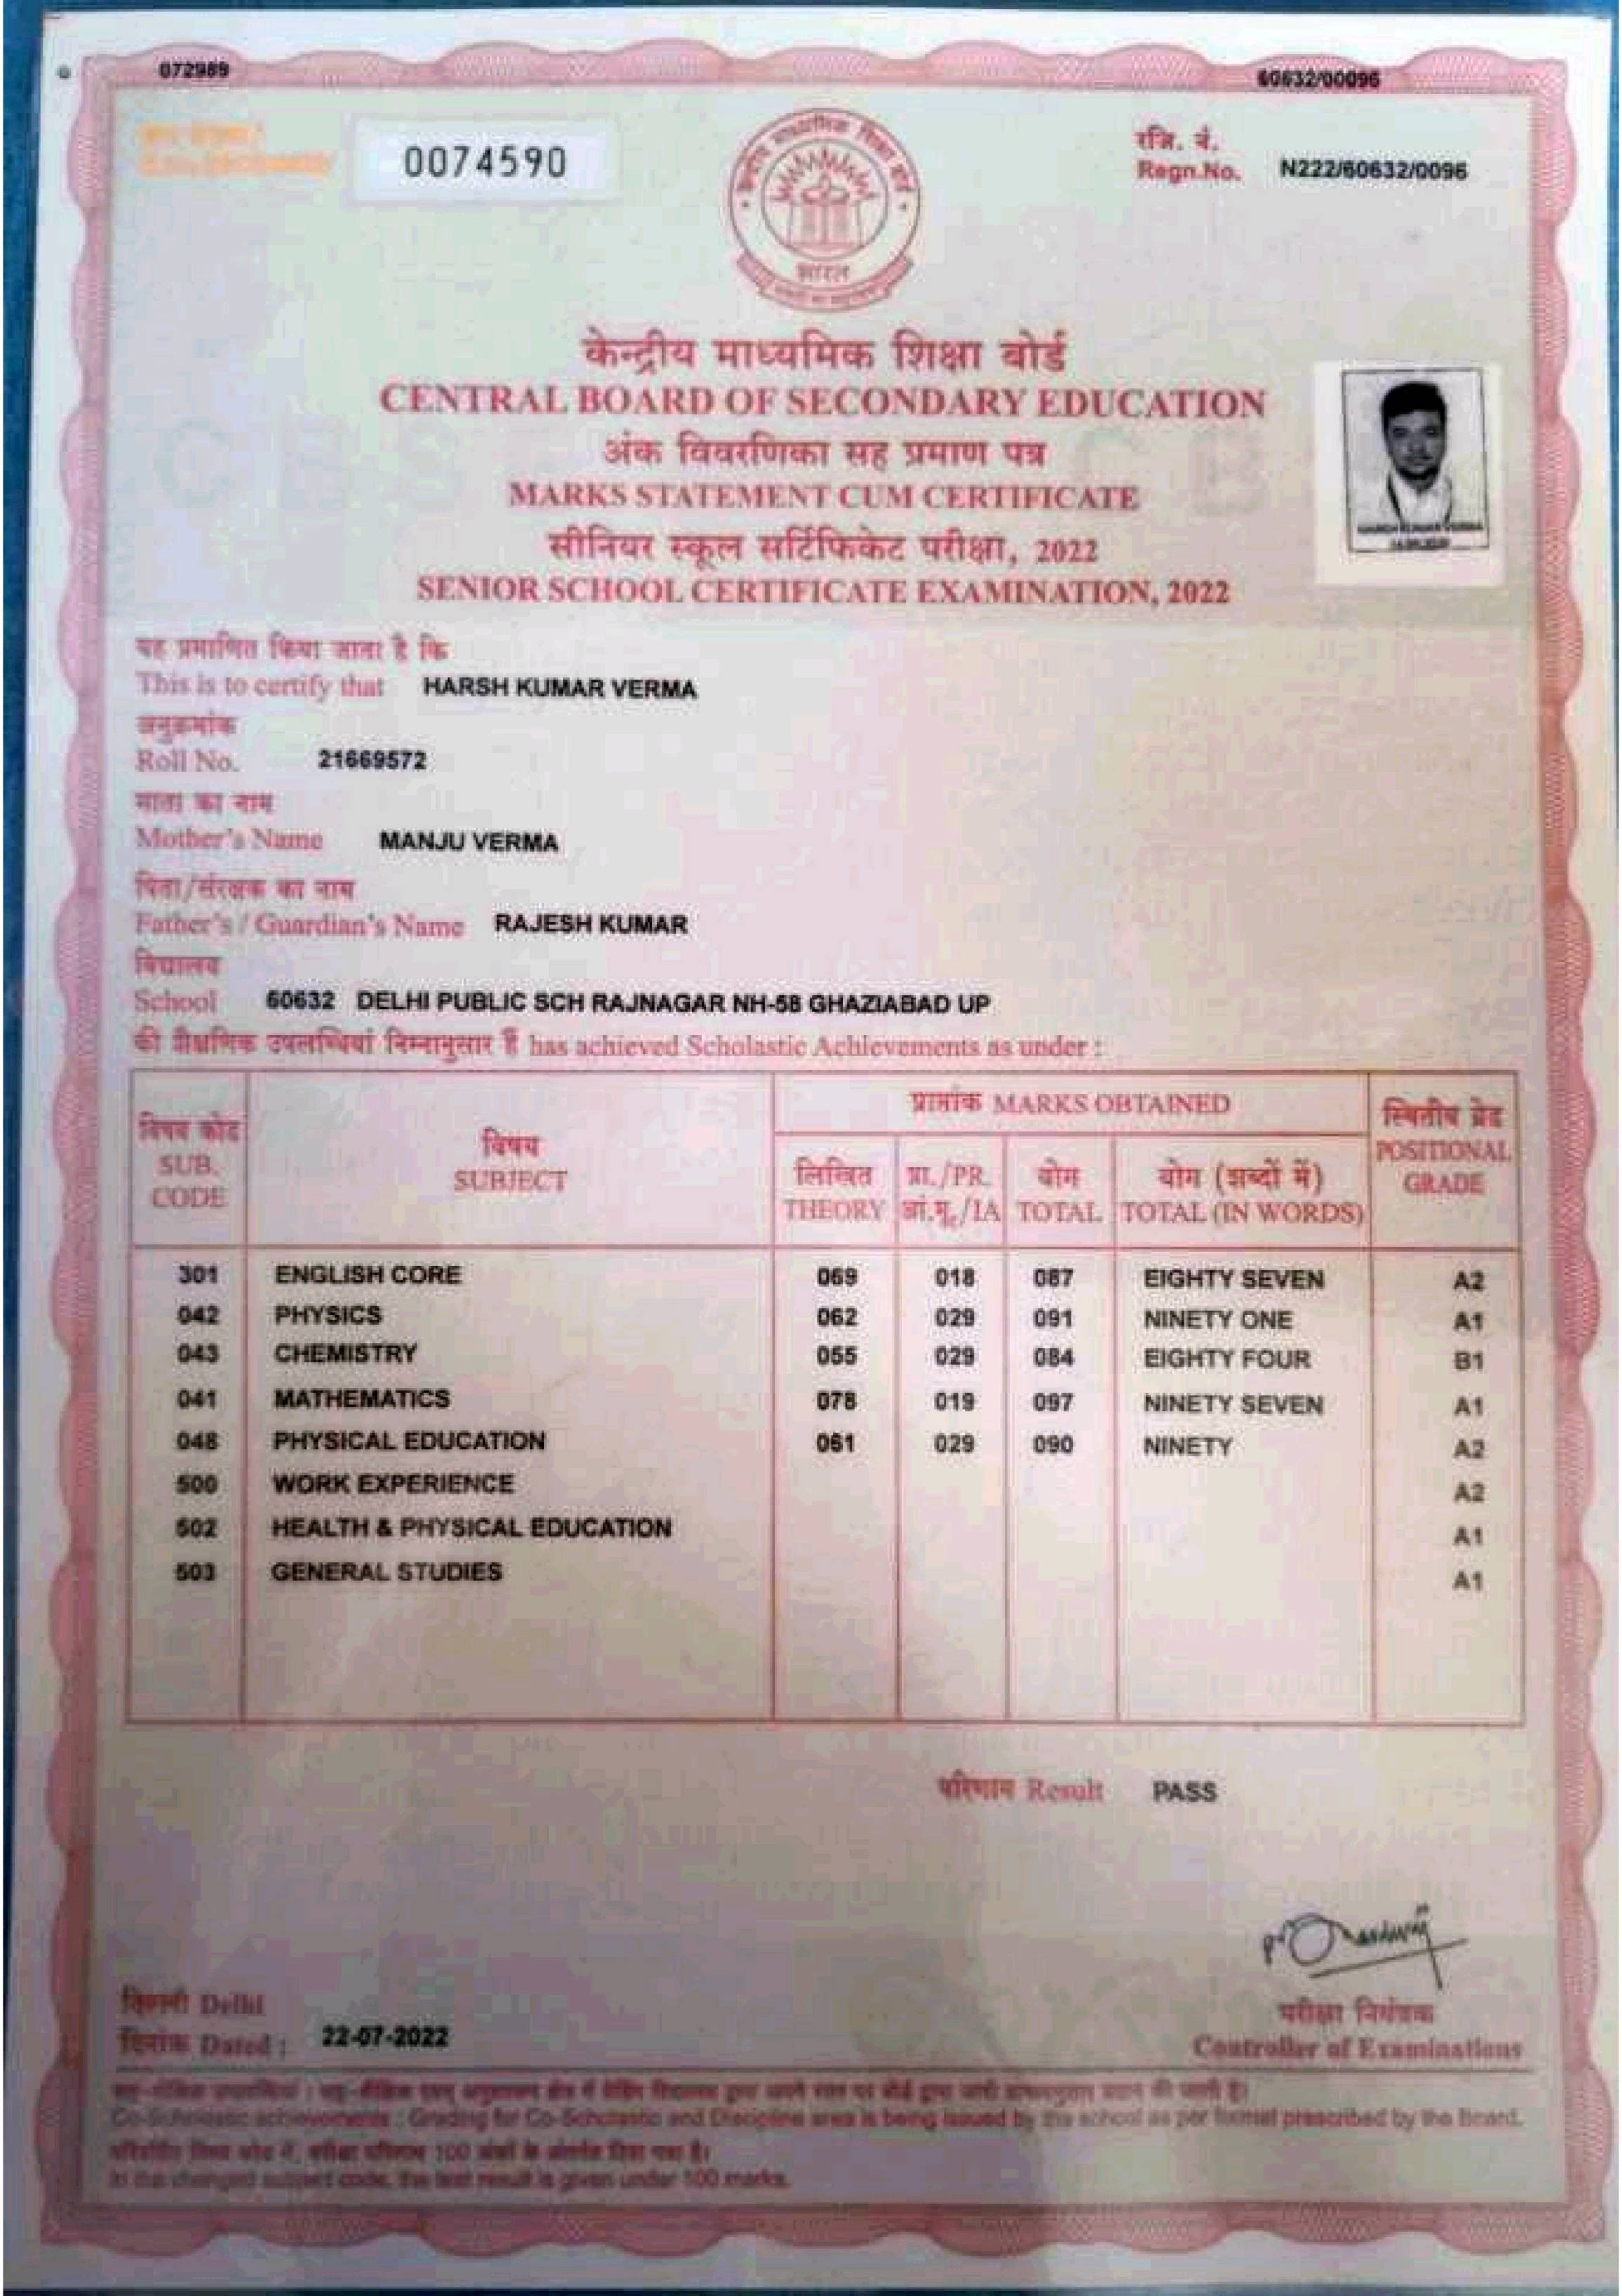 072989
60632/00096
0074590
रजि. नं.
Regn.No. N222/60632/0096
भारत
केन्द्रीय माध्यमिक शिक्षा बोर्ड
CENTRAL BOARD OF SECONDARY EDUCATION
अंक विवरणिका सह प्रमाण पत्र
MARKS STATEMENT CUM CERTIFICATE
सीनियर स्कूल सर्टिफिकेट परीक्षा, 2022
SENIOR SCHOOL CERTIFICATE EXAMINATION, 2022
HARSH KUMAR VERMA
यह प्रमाणित किया जाता है कि
This is to certify that HARSH KUMAR VERMA
अनुक्रमांक
Roll No. 21669572
माता का नाम
Mother's Name MANJU VERMA
पिता/संरक्षक का नाम
Father's / Guardian's Name RAJESH KUMAR
विद्यालय
School 60632 DELHI PUBLIC SCH RAJNAGAR NH-58 GHAZIABAD UP
की शैक्षणिक उपलब्धियां निम्नानुसार हैं has achieved Scholastic Achievements as under :
विषय कोड SUB. CODE
विषय SUBJECT
प्राप्तांक MARKS OBTAINED
लिखित THEORY
प्रा./PR. आं.मू./IA
योग TOTAL
योग (शब्दों में) TOTAL (IN WORDS)
स्थितीय ग्रेड POSITIONAL GRADE
301 ENGLISH CORE 069 018 087 EIGHTY SEVEN A2
042 PHYSICS 062 029 091 NINETY ONE A1
043 CHEMISTRY 055 029 084 EIGHTY FOUR B1
041 MATHEMATICS 078 019 097 NINETY SEVEN A1
048 PHYSICAL EDUCATION 061 029 090 NINETY A2
500 WORK EXPERIENCE A2
502 HEALTH & PHYSICAL EDUCATION A1
503 GENERAL STUDIES A1
परिणाम Result PASS
दिल्ली Delhi
दिनांक Dated : 22-07-2022
परीक्षा नियंत्रक
Controller of Examinations
Co-Scholastic achievements : Grading for Co-Scholastic and Discipline area is being issued by the school as per format prescribed by the Board.
In the changed subject code, the test result is given under 100 marks.